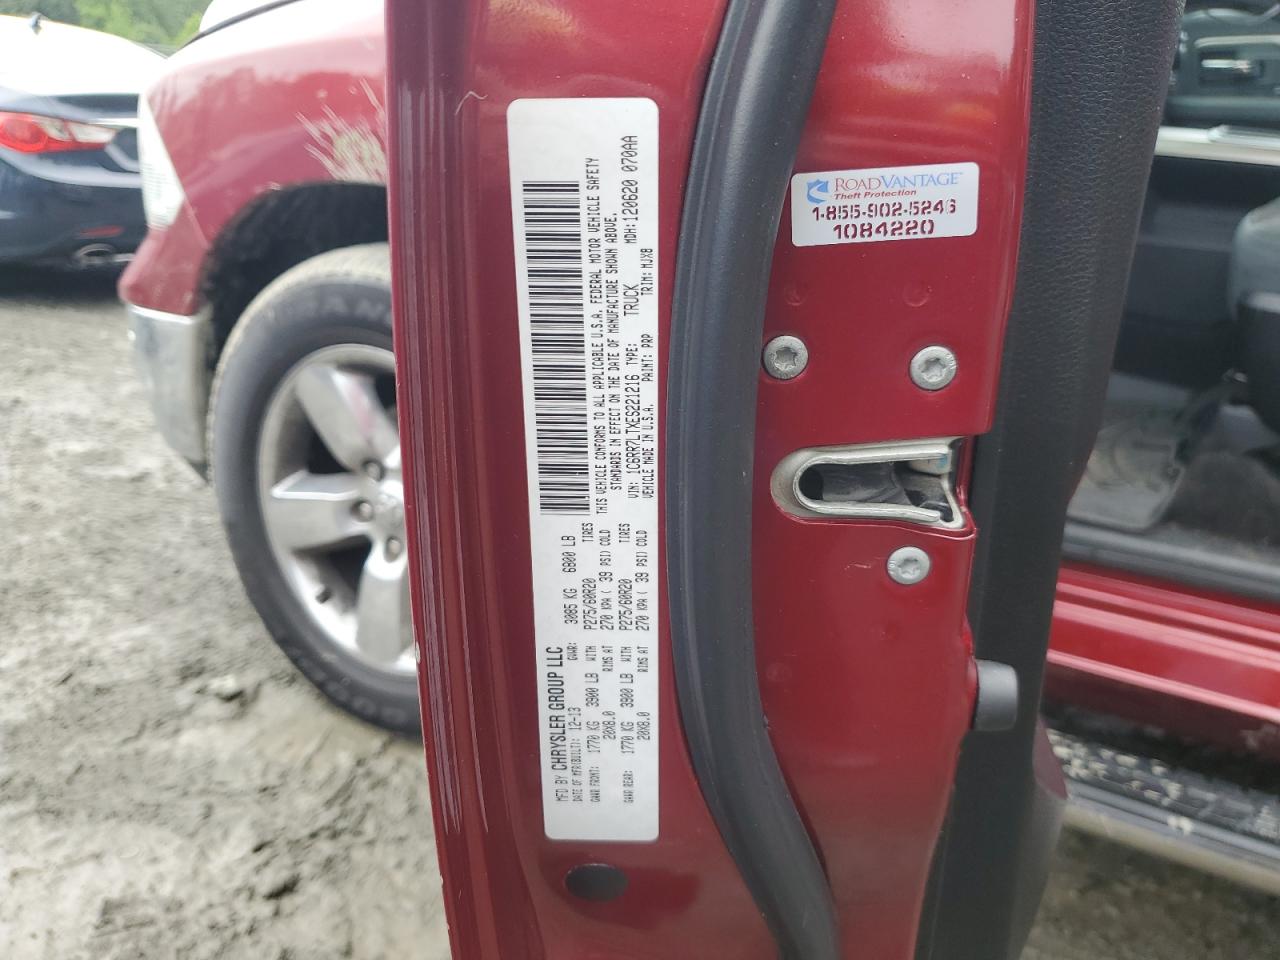 MFD BY CHRYSLER GROUP LLC
DATE OF MFR(BUILT): 12-13 GVWR: 3085 KG 6800 LB
GAWR FRONT: 1770 KG 3900 LB WITH P275/60R20 TIRES
20X8.0 RIMS AT 270 KPA ( 39 PSI) COLD
GAWR REAR: 1770 KG 3900 LB WITH P275/60R20 TIRES
20X8.0 RIMS AT 270 KPA ( 39 PSI) COLD
THIS VEHICLE CONFORMS TO ALL APPLICABLE U.S.A. FEDERAL MOTOR VEHICLE SAFETY
STANDARDS IN EFFECT ON THE DATE OF MANUFACTURE SHOWN ABOVE.
VIN: 1C6RR7LTXES221216 TYPE: TRUCK MDH:120620 070AA
VEHICLE MADE IN U.S.A. PAINT: PRP TRIM: MJX8
ROADVANTAGE
Theft Protection
1-855-902-5246
1084220